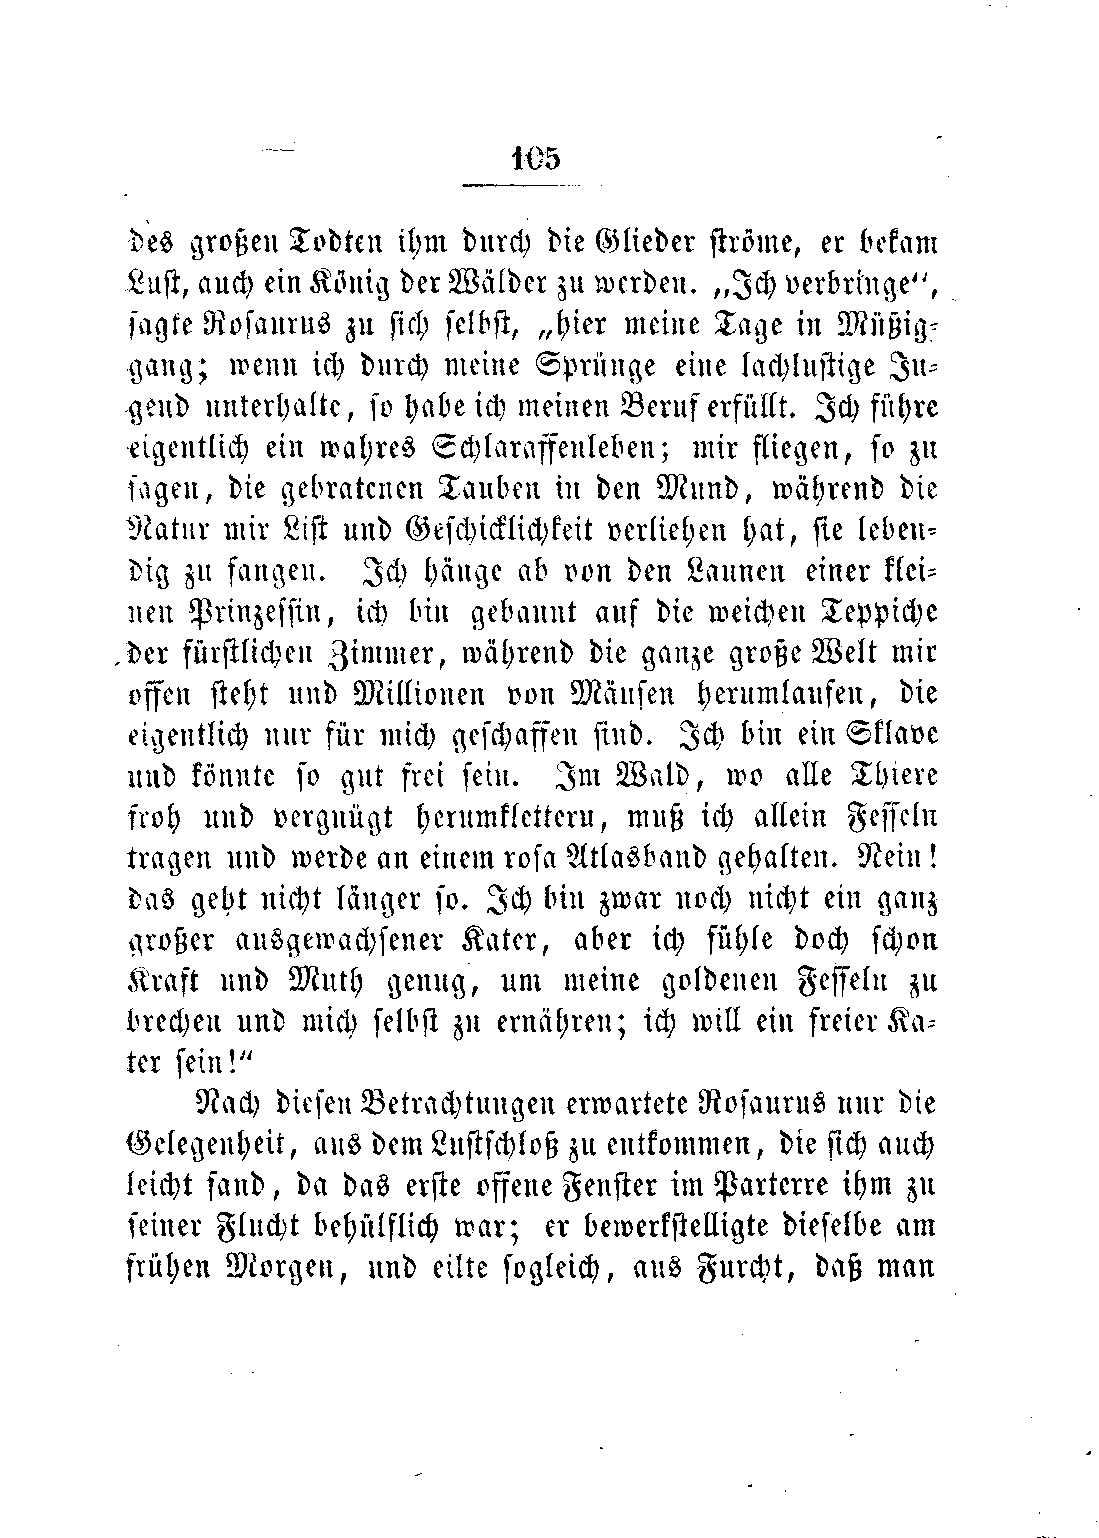 105
des großen Todten ihm durch die Glieder ströme, er bekam
Lust, auch ein König der Wälder zu werden. „Ich verbringe“,
sagte Rosaurus zu sich selbst, „hier meine Tage in Müßig-
gang; wenn ich durch meine Sprünge eine lachlustige Ju-
gend unterhalte, so habe ich meinen Beruf erfüllt. Ich führe
eigentlich ein wahres Schlaraffenleben; mir fliegen, so zu
sagen, die gebratenen Tauben in den Mund, während die
Natur mir List und Geschicklichkeit verliehen hat, sie leben-
dig zu fangen. Ich hänge ab von den Launen einer klei-
nen Prinzessin, ich bin gebannt auf die weichen Teppiche
der fürstlichen Zimmer, während die ganze große Welt mir
offen steht und Millionen von Mäusen herumlaufen, die
eigentlich nur für mich geschaffen sind. Ich bin ein Sklave
und könnte so gut frei sein. Im Wald, wo alle Thiere
froh und vergnügt herumklettern, muß ich allein Fesseln
tragen und werde an einem rosa Atlasband gehalten. Nein!
das geht nicht länger so. Ich bin zwar noch nicht ein ganz
großer ausgewachsener Kater, aber ich fühle doch schon
Kraft und Muth genug, um meine goldenen Fesseln zu
brechen und mich selbst zu ernähren; ich will ein freier Ka-
ter sein!“
Nach diesen Betrachtungen erwartete Rosaurus nur die
Gelegenheit, aus dem Lustschloß zu entkommen, die sich auch
leicht fand, da das erste offene Fenster im Parterre ihm zu
seiner Flucht behülflich war; er bewerkstelligte dieselbe am
frühen Morgen, und eilte sogleich, aus Furcht, daß man